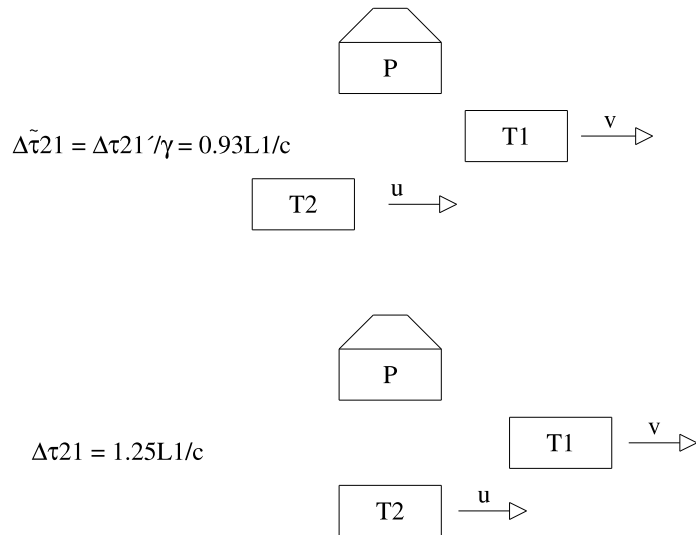 P
T1 v
Δτ̃21 = Δτ21´/γ = 0.93L1/c
T2 u
P
T1 v
Δτ21 = 1.25L1/c
T2 u